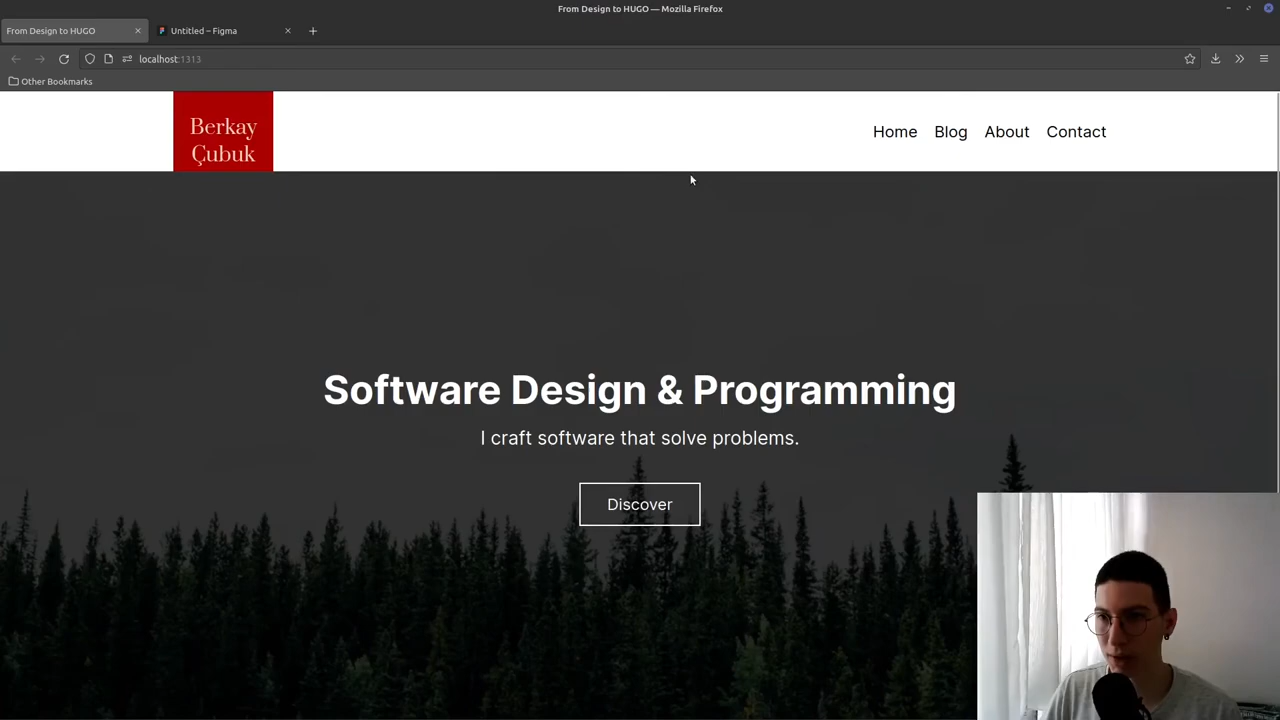 From Design to HUGO — Mozilla Firefox
From Design to HUGO
Untitled – Figma
localhost:1313
Other Bookmarks
Berkay
Çubuk
Home Blog About Contact
Software Design & Programming
I craft software that solve problems.
Discover